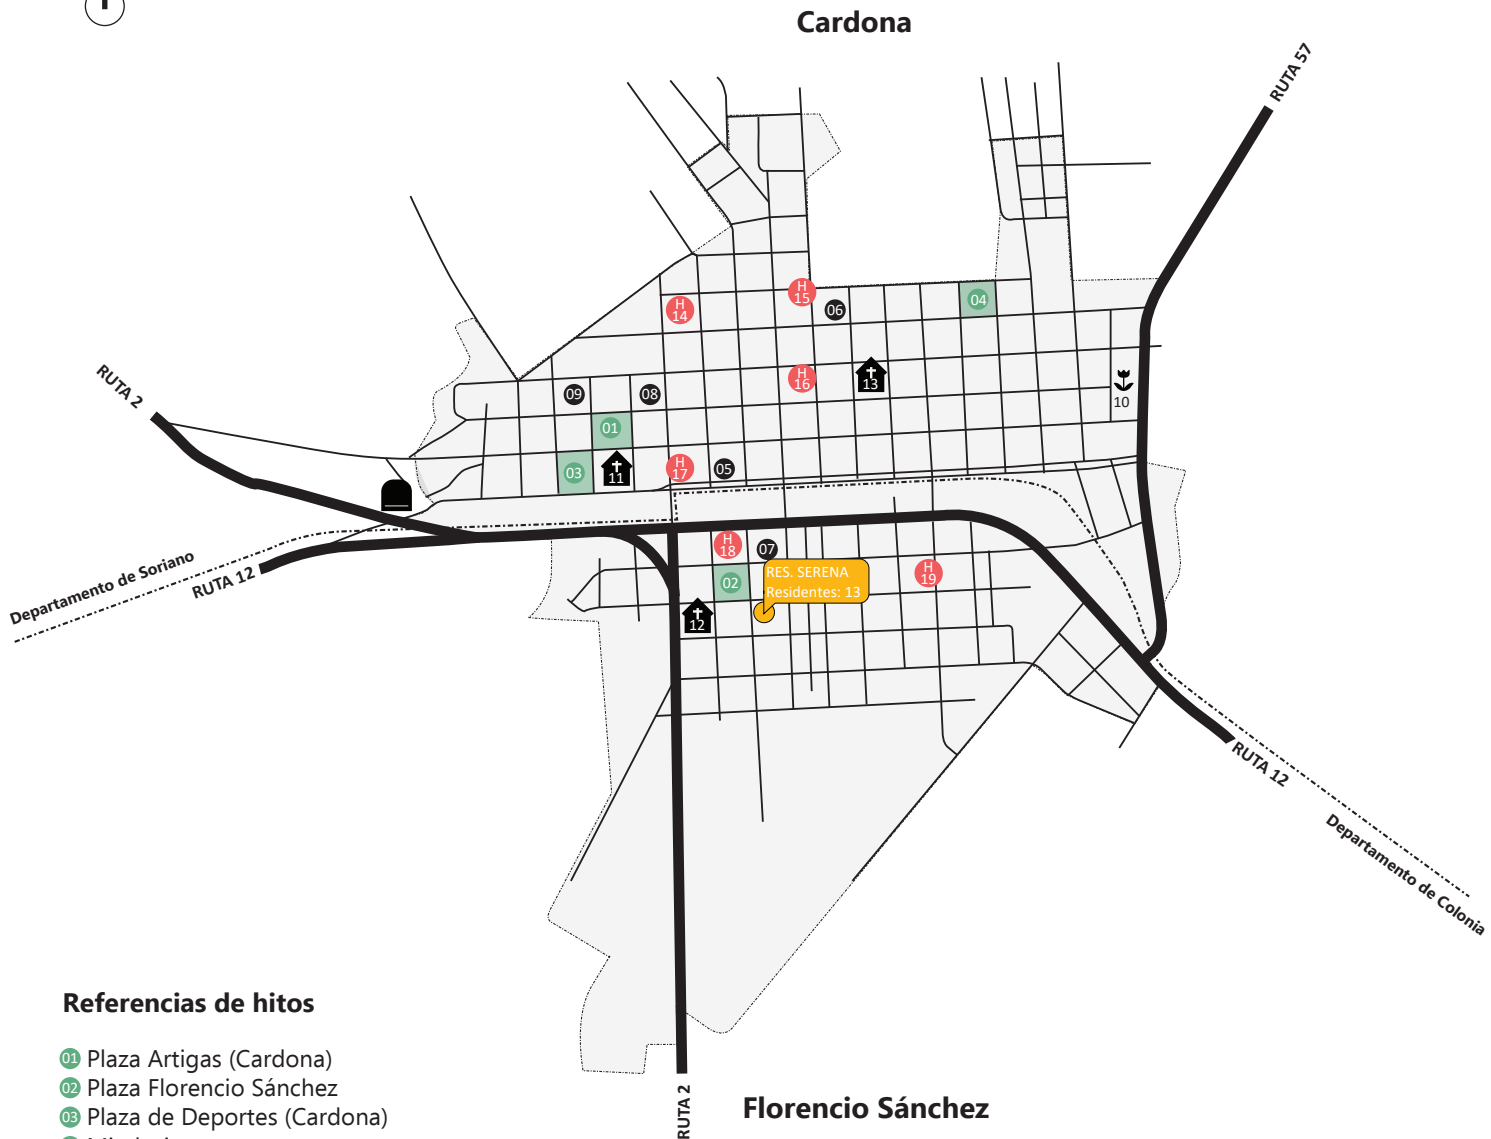 Cardona
RUTA 57
H
15
H
14
06
04
RUTA 2
H
16
13
09
08
10
01
03
11
H
17
05
Departamento de Soriano
RUTA 12
H
18
07
RES. SERENA
Residentes: 13
H
19
02
12
RUTA 12
Departamento de Colonia
Referencias de hitos
01 Plaza Artigas (Cardona)
02 Plaza Florencio Sánchez
03 Plaza de Deportes (Cardona)
RUTA 2
Florencio Sánchez